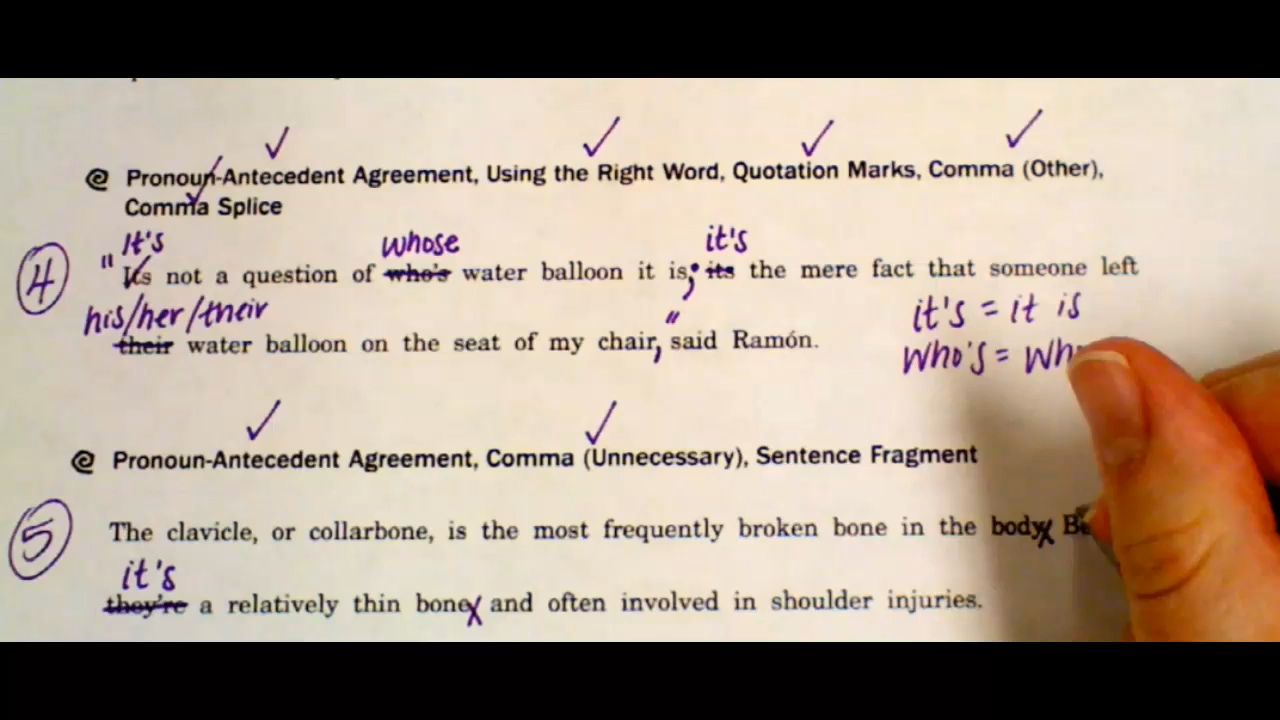 Pronoun-Antecedent Agreement, Using the Right Word, Quotation Marks, Comma (Other),
Comma Splice
It's whose it's
4 " Its not a question of who's water balloon it is; its the mere fact that someone left
his/her/their it's = it is
their water balloon on the seat of my chair," said Ramón. who's =
Pronoun-Antecedent Agreement, Comma (Unnecessary), Sentence Fragment
5 The clavicle, or collarbone, is the most frequently broken bone in the body
it's
they're a relatively thin bone and often involved in shoulder injuries.